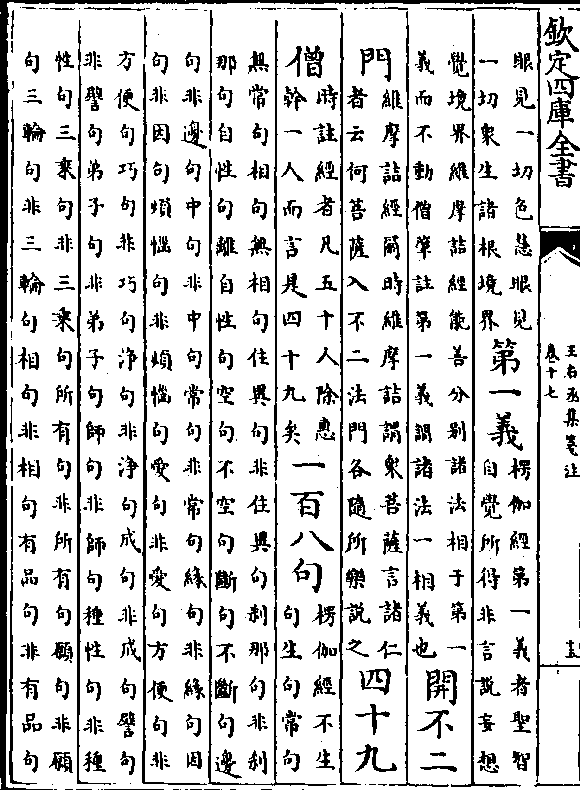 欽定四庫全書
王右丞集箋注
卷十七
眼見一切色慧眼見
一切衆生諸根境界
第一義
楞伽經第一義者聖智
自覺所得非言說妄想
覺境界維摩詰經能善分別諸法相于第一
義而不動僧肇註第一義謂諸法一相義也
開不二
門
維摩詰經爾時維摩詰謂衆菩薩言諸仁
者云何菩薩入不二法門各隨所樂說之
四十九
僧
時註經者凡五十人除惠
幹一人而言是四十九矣
一百八句
楞伽經不生
句生句常句
無常句相句無相句住異句非住異句刹那句非刹
那句自性句離自性句空句不空句斷句不斷句邊
句非邊句中句非中句常句非常句緣句非緣句因
句非因句煩惱句非煩惱句愛句非愛句方便句非
方便句巧句非巧句淨句非淨句成句非成句譬句
非譬句弟子句非弟子句師句非師句種性句非種
性句三乘句非三乘句所有句非所有句願句非願
句三輪句非三輪句相句非相句有品句非有品句